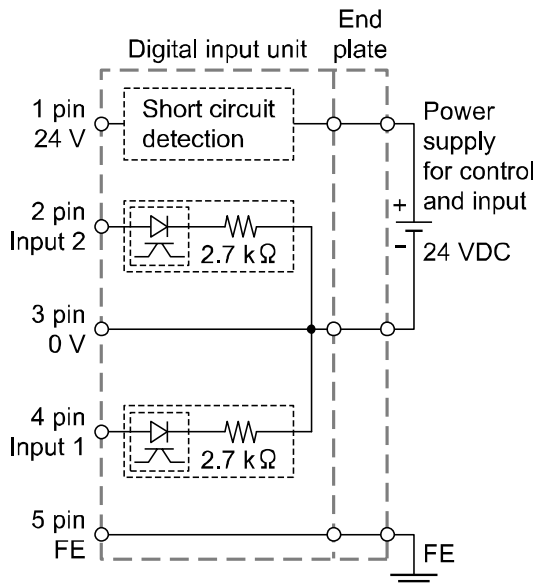 End
plate
Digital input unit
1 pin
24 V
Short circuit
detection
Power
supply
for control
and input
+
-
24 VDC
2 pin
Input 2
2.7 kΩ
3 pin
0 V
4 pin
Input 1
2.7 kΩ
5 pin
FE
FE